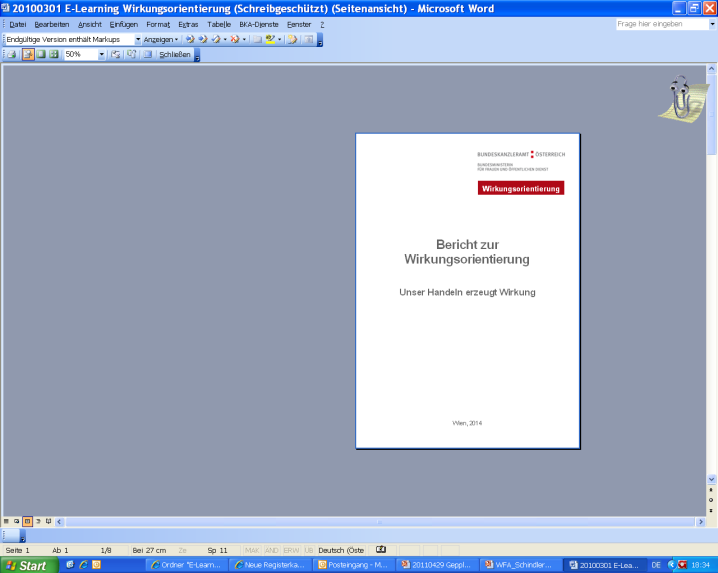 20100301 E-Learning Wirkungsorientierung (Schreibgeschützt) (Seitenansicht) - Microsoft Word
Datei Bearbeiten Ansicht Einfügen Format Extras Tabelle BKA-Dienste Fenster ?
Frage hier eingeben
Endgültige Version enthält Markups Anzeigen
50% Schließen
BUNDESKANZLERAMT ÖSTERREICH
BUNDESMINISTERIN
FÜR FRAUEN UND ÖFFENTLICHEN DIENST
Wirkungsorientierung
Bericht zur
Wirkungsorientierung
Unser Handeln erzeugt Wirkung
Wien, 2014
Seite 1 Ab 1 1/8 Bei 27 cm Ze Sp 11 MAK ÄND ERW ÜB Deutsch (Öste
Start Ordner "E-Learn... Neue Registerka... Posteingang - M... 20110429 Geppl... WFA_Schindler... 20100301 E-Lea... DE 18:34